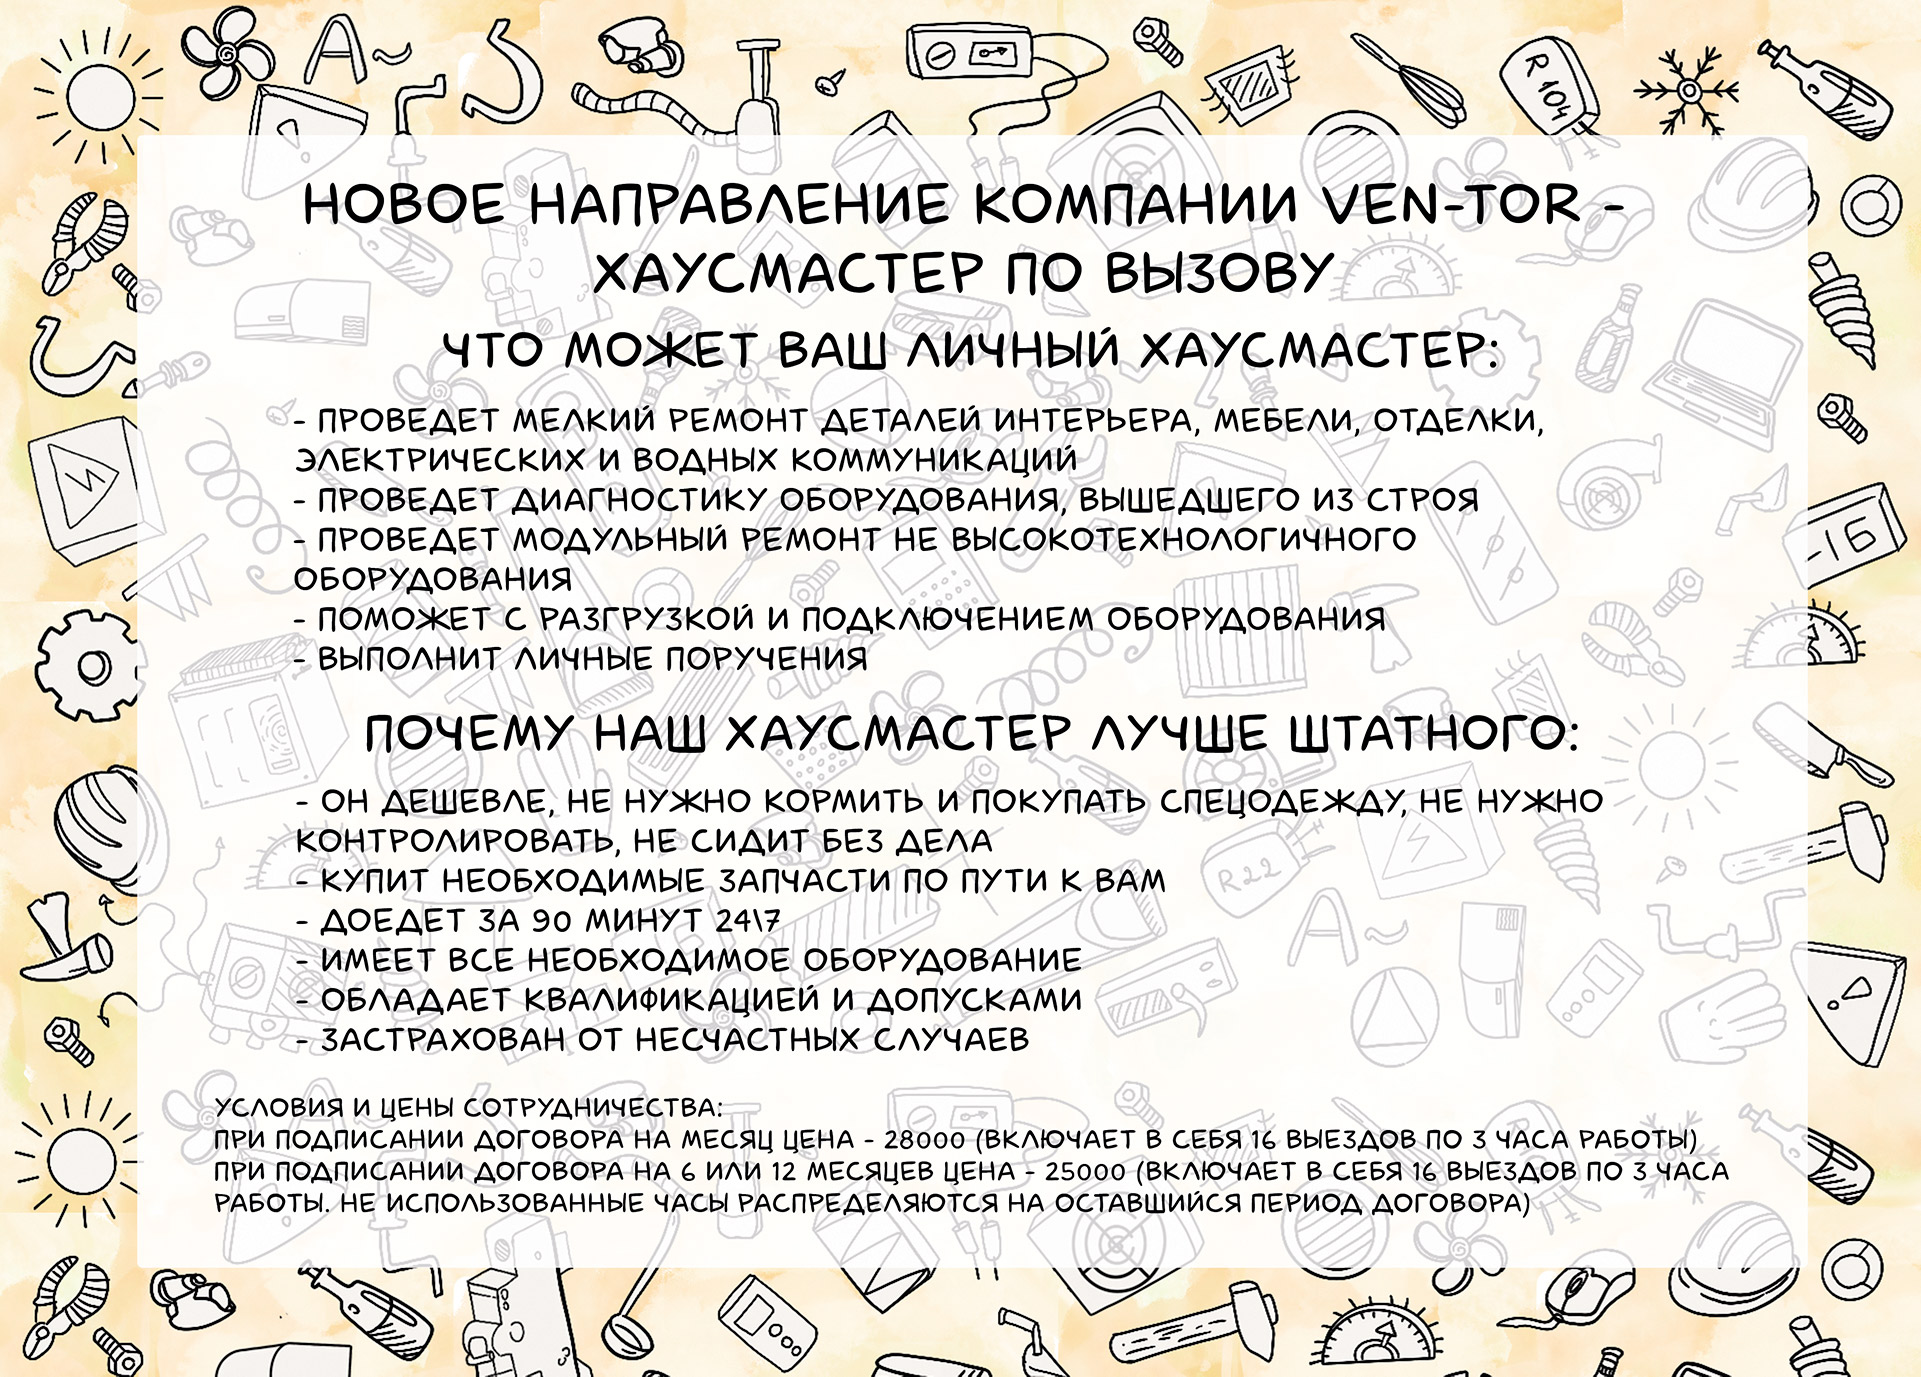 НОВОЕ НАПРАВЛЕНИЕ КОМПАНИИ VEN-TOR -
ХАУСМАСТЕР ПО ВЫЗОВУ
ЧТО МОЖЕТ ВАШ ЛИЧНЫЙ ХАУСМАСТЕР:
- ПРОВЕДЕТ МЕЛКИЙ РЕМОНТ ДЕТАЛЕЙ ИНТЕРЬЕРА, МЕБЕЛИ, ОТДЕЛКИ,
ЭЛЕКТРИЧЕСКИХ И ВОДНЫХ КОММУНИКАЦИЙ
- ПРОВЕДЕТ ДИАГНОСТИКУ ОБОРУДОВАНИЯ, ВЫШЕДШЕГО ИЗ СТРОЯ
- ПРОВЕДЕТ МОДУЛЬНЫЙ РЕМОНТ НЕ ВЫСОКОТЕХНОЛОГИЧНОГО
ОБОРУДОВАНИЯ
- ПОМОЖЕТ С РАЗГРУЗКОЙ И ПОДКЛЮЧЕНИЕМ ОБОРУДОВАНИЯ
- ВЫПОЛНИТ ЛИЧНЫЕ ПОРУЧЕНИЯ
ПОЧЕМУ НАШ ХАУСМАСТЕР ЛУЧШЕ ШТАТНОГО:
- ОН ДЕШЕВЛЕ, НЕ НУЖНО КОРМИТЬ И ПОКУПАТЬ СПЕЦОДЕЖДУ, НЕ НУЖНО
КОНТРОЛИРОВАТЬ, НЕ СИДИТ БЕЗ ДЕЛА
- КУПИТ НЕОБХОДИМЫЕ ЗАПЧАСТИ ПО ПУТИ К ВАМ
- ДОЕДЕТ ЗА 90 МИНУТ 24\7
- ИМЕЕТ ВСЕ НЕОБХОДИМОЕ ОБОРУДОВАНИЕ
- ОБЛАДАЕТ КВАЛИФИКАЦИЕЙ И ДОПУСКАМИ
- ЗАСТРАХОВАН ОТ НЕСЧАСТНЫХ СЛУЧАЕВ
УСЛОВИЯ И ЦЕНЫ СОТРУДНИЧЕСТВА:
ПРИ ПОДПИСАНИИ ДОГОВОРА НА МЕСЯЦ ЦЕНА - 28000 (ВКЛЮЧАЕТ В СЕБЯ 16 ВЫЕЗДОВ ПО 3 ЧАСА РАБОТЫ)
ПРИ ПОДПИСАНИИ ДОГОВОРА НА 6 ИЛИ 12 МЕСЯЦЕВ ЦЕНА - 25000 (ВКЛЮЧАЕТ В СЕБЯ 16 ВЫЕЗДОВ ПО 3 ЧАСА
РАБОТЫ. НЕ ИСПОЛЬЗОВАННЫЕ ЧАСЫ РАСПРЕДЕЛЯЮТСЯ НА ОСТАВШИЙСЯ ПЕРИОД ДОГОВОРА)
A~
R 104
-16
R22
A~